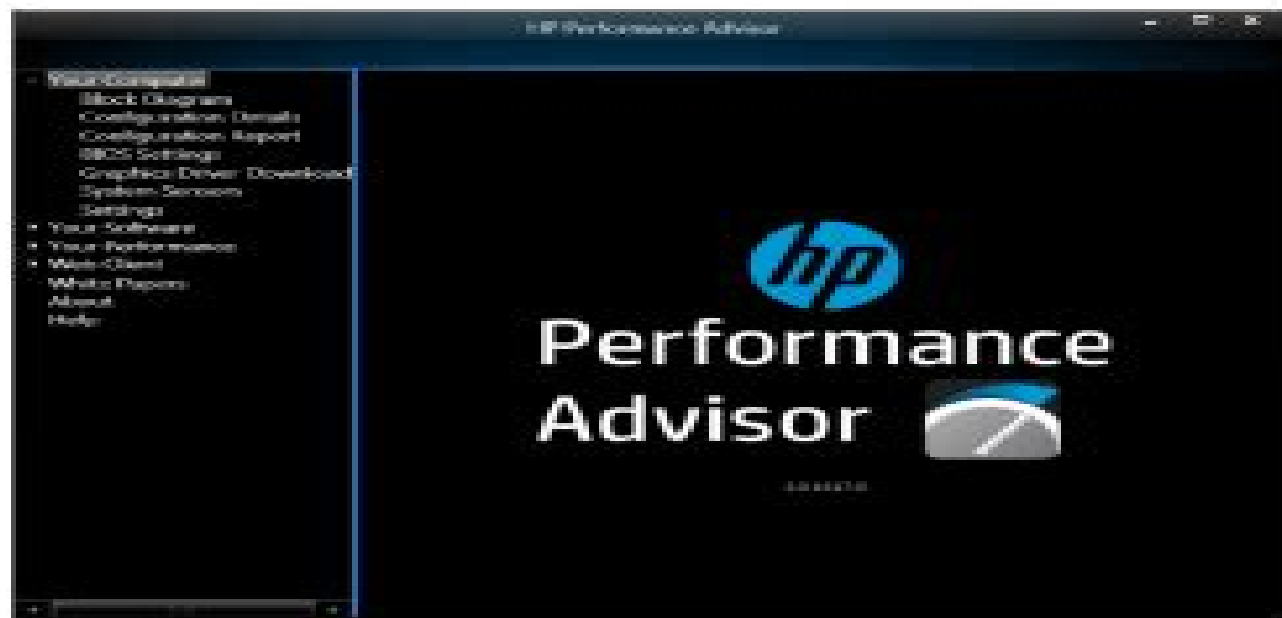 HP Performance Advisor
Your Computer
Block Diagram
Configuration Details
Configuration Report
BIOS Settings
Graphics Driver Download
System Sensors
Settings
Your Software
Your Performance
Web Client
White Papers
About
Help
hp
Performance
Advisor